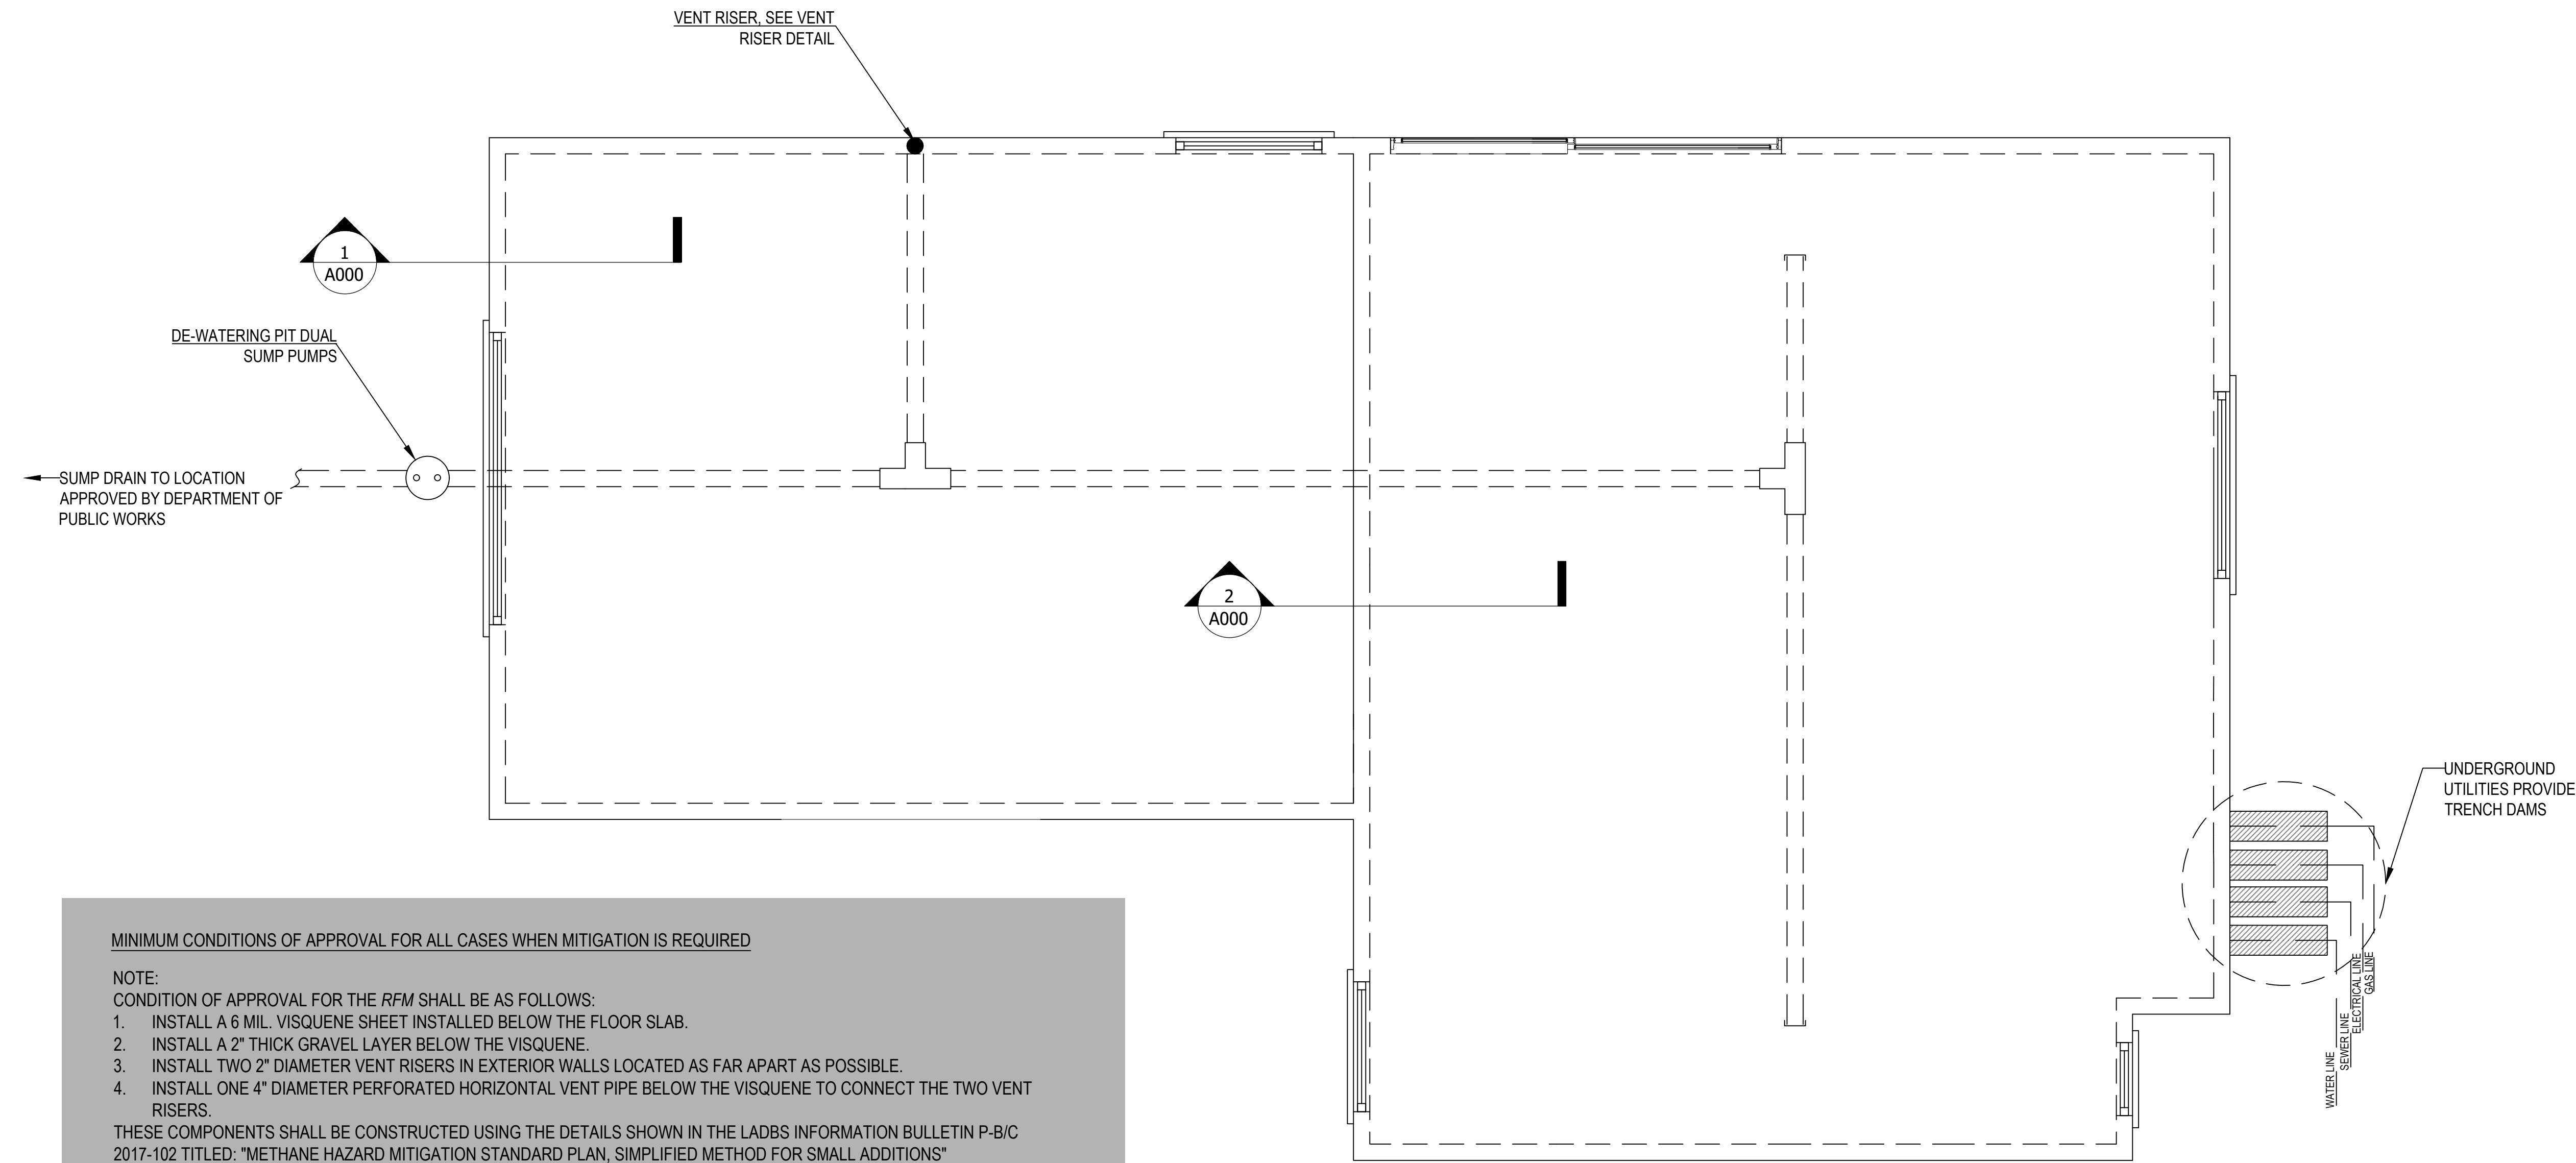 VENT RISER, SEE VENT
RISER DETAIL
1
A000
DE-WATERING PIT DUAL
SUMP PUMPS
SUMP DRAIN TO LOCATION
APPROVED BY DEPARTMENT OF
PUBLIC WORKS
2
A000
UNDERGROUND
UTILITIES PROVIDE
TRENCH DAMS
WATER LINE
SEWER LINE
ELECTRICAL LINE
GAS LINE
MINIMUM CONDITIONS OF APPROVAL FOR ALL CASES WHEN MITIGATION IS REQUIRED
NOTE:
CONDITION OF APPROVAL FOR THE RFM SHALL BE AS FOLLOWS:
1. INSTALL A 6 MIL. VISQUENE SHEET INSTALLED BELOW THE FLOOR SLAB.
2. INSTALL A 2" THICK GRAVEL LAYER BELOW THE VISQUENE.
3. INSTALL TWO 2" DIAMETER VENT RISERS IN EXTERIOR WALLS LOCATED AS FAR APART AS POSSIBLE.
4. INSTALL ONE 4" DIAMETER PERFORATED HORIZONTAL VENT PIPE BELOW THE VISQUENE TO CONNECT THE TWO VENT
RISERS.
THESE COMPONENTS SHALL BE CONSTRUCTED USING THE DETAILS SHOWN IN THE LADBS INFORMATION BULLETIN P-B/C
2017-102 TITLED: "METHANE HAZARD MITIGATION STANDARD PLAN, SIMPLIFIED METHOD FOR SMALL ADDITIONS"